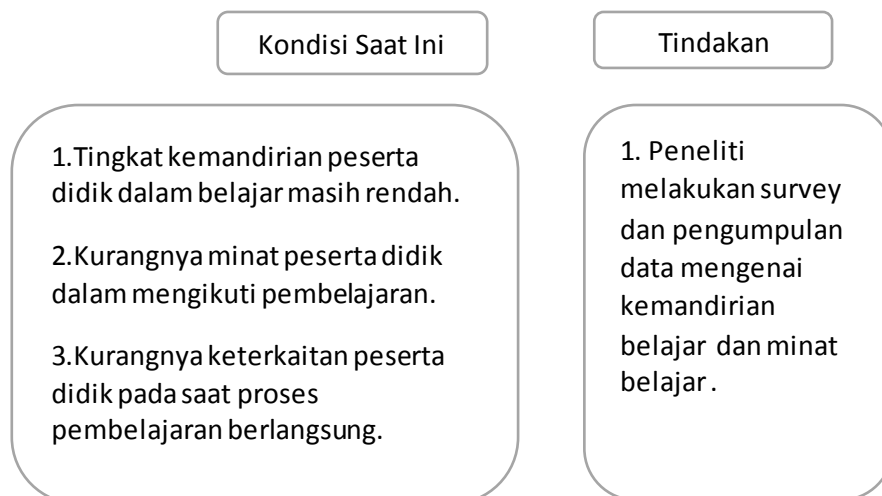 Kondisi Saat Ini
Tindakan
1.Tingkat kemandirian peserta
didik dalam belajar masih rendah.
2.Kurangnya minat peserta didik
dalam mengikuti pembelajaran.
3.Kurangnya keterkaitan peserta
didik pada saat proses
pembelajaran berlangsung.
1. Peneliti
melakukan survey
dan pengumpulan
data mengenai
kemandirian
belajar dan minat
belajar.